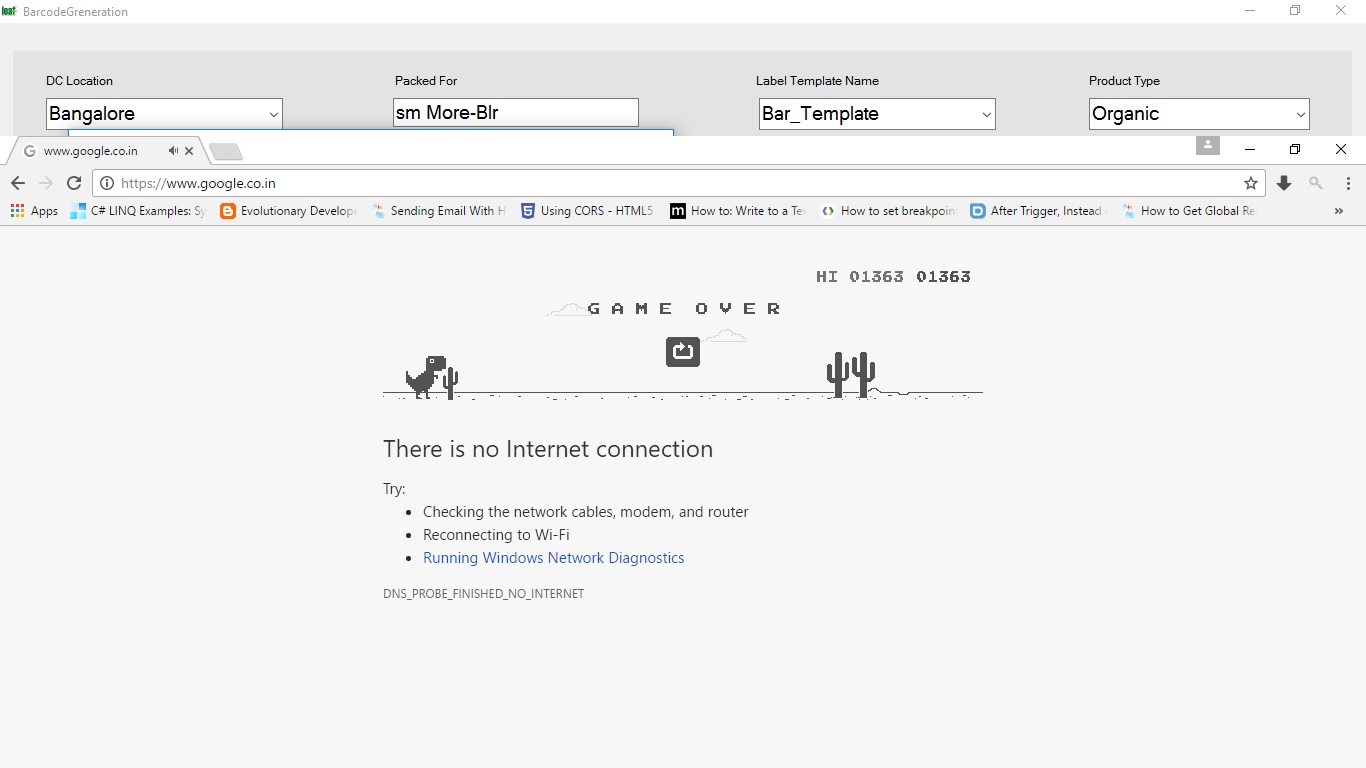 leaf BarcodeGreneration
DC Location Packed For Label Template Name Product Type
Bangalore sm More-Blr Bar_Template Organic
www.google.co.in
https://www.google.co.in
Apps C# LINQ Examples: Sy Evolutionary Develope Sending Email With H Using CORS - HTML5 m How to: Write to a Te How to set breakpoin After Trigger, Instead How to Get Global Re »
HI 01363 01363
GAME OVER
There is no Internet connection
Try:
Checking the network cables, modem, and router
Reconnecting to Wi-Fi
Running Windows Network Diagnostics
DNS_PROBE_FINISHED_NO_INTERNET